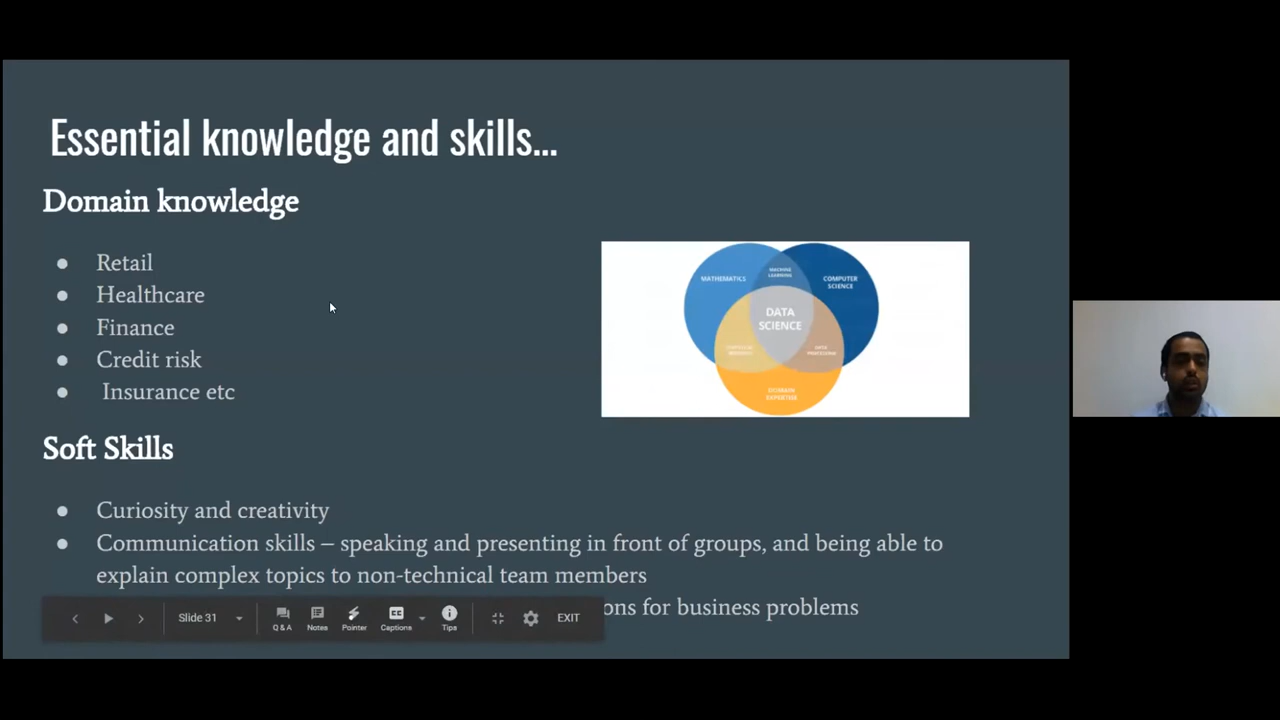 Essential knowledge and skills...
Domain knowledge
● Retail
● Healthcare
● Finance
● Credit risk
● Insurance etc
MATHEMATICS
MACHINE
LEARNING
COMPUTER
SCIENCE
DATA
SCIENCE
DATA
PROCESSING
DOMAIN
EXPERTISE
Soft Skills
● Curiosity and creativity
● Communication skills – speaking and presenting in front of groups, and being able to
explain complex topics to non-technical team members
ons for business problems
Slide 31
Q & A
Notes
Pointer
CC
Captions
Tips
EXIT